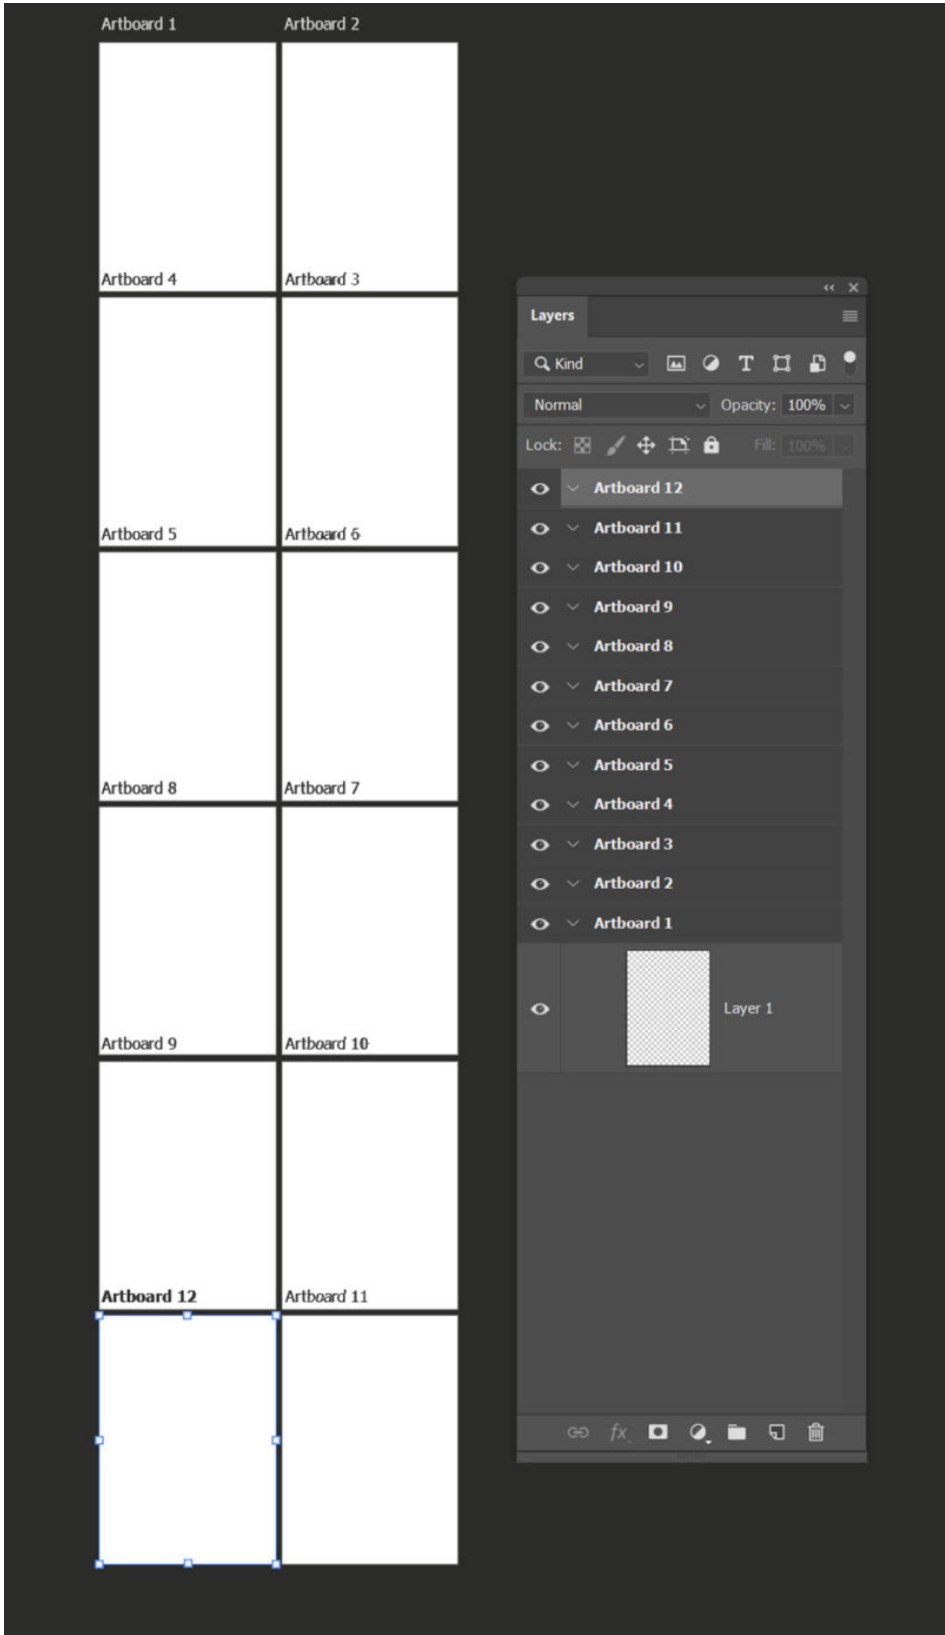 Artboard 1 Artboard 2
Artboard 4 Artboard 3
Artboard 5 Artboard 6
Artboard 8 Artboard 7
Artboard 9 Artboard 10
Artboard 12 Artboard 11
Layers
Kind
Normal Opacity: 100%
Lock: Fill: 100%
Artboard 12
Artboard 11
Artboard 10
Artboard 9
Artboard 8
Artboard 7
Artboard 6
Artboard 5
Artboard 4
Artboard 3
Artboard 2
Artboard 1
Layer 1
fx